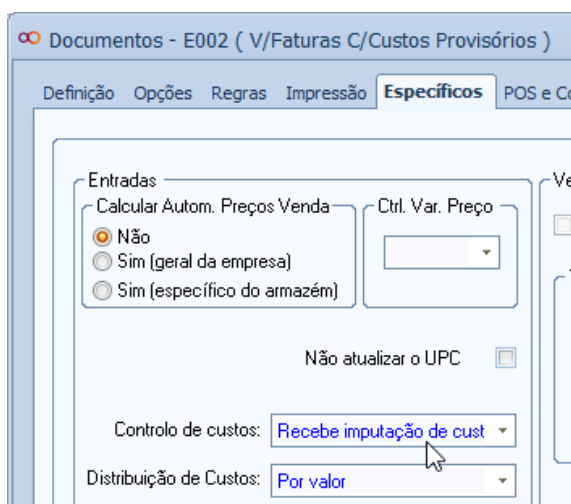 Documentos - E002 ( V/Faturas C/Custos Provisórios )
Definição Opções Regras Impressão Específicos POS e Co
Entradas
Calcular Autom. Preços Venda
Não
Sim (geral da empresa)
Sim (específico do armazém)
Ctrl. Var. Preço
Ve
Não atualizar o UPC
Controlo de custos: Recebe imputação de cust
Distribuição de Custos: Por valor